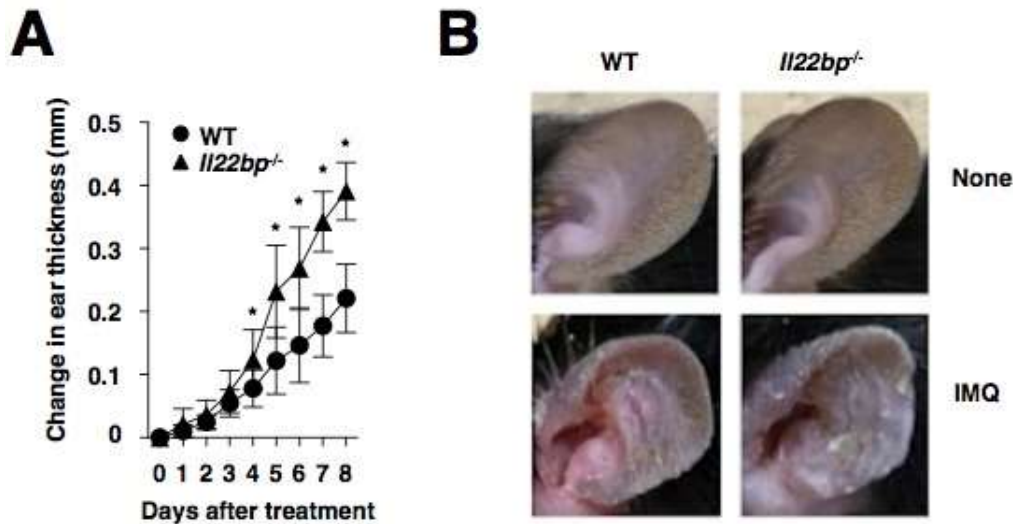 A
Change in ear thickness (mm)
0.5
0.4
0.3
0.2
0.1
0
WT
Il22bp-/-
*
*
*
*
*
0 1 2 3 4 5 6 7 8
Days after treatment
B
WT
Il22bp-/-
None
IMQ